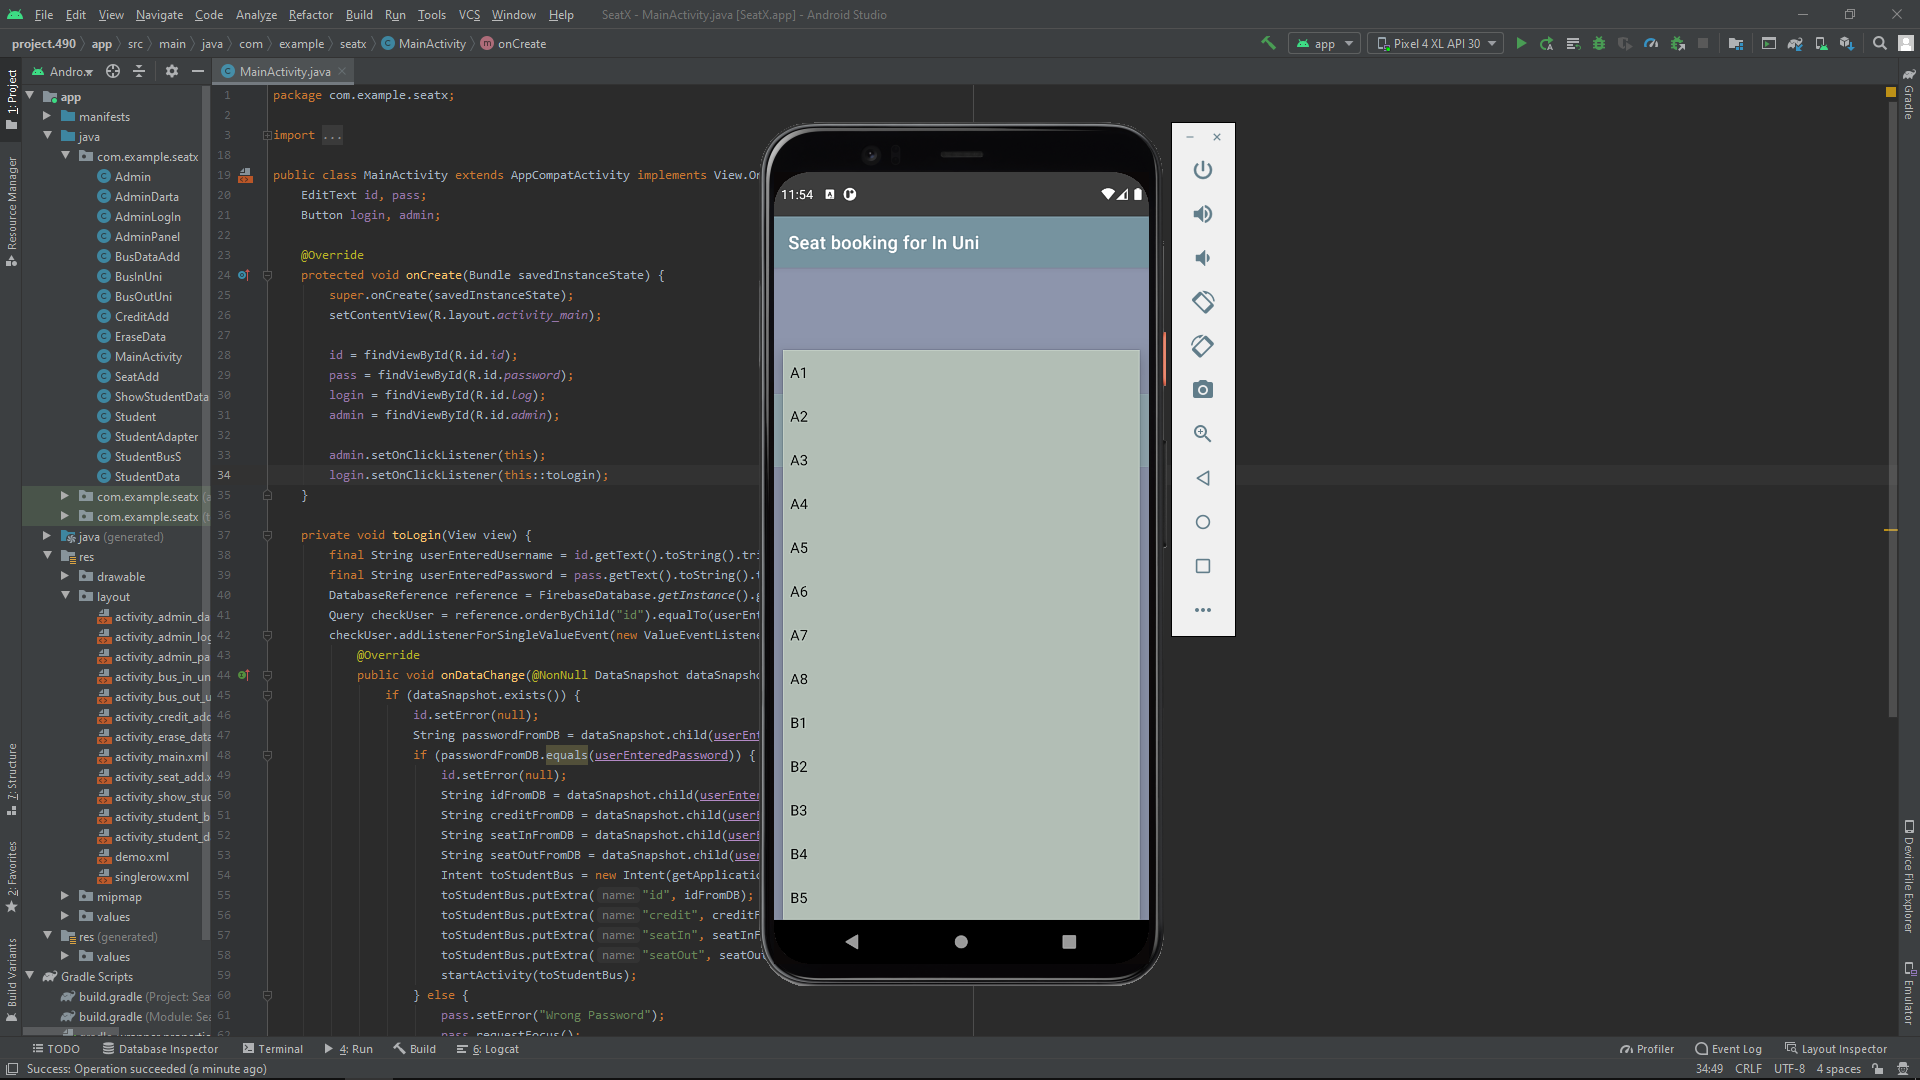 File Edit View Navigate Code Analyze Refactor Build Run Tools VCS Window Help SeatX - MainActivity.java [SeatX.app] - Android Studio
project.490 app src main java com example seatx MainActivity onCreate app Pixel 4 XL API 30
Andro... MainActivity.java
1: Project
Resource Manager
7: Structure
2: Favorites
Build Variants
app
manifests
java
com.example.seatx
Admin
AdminDarta
AdminLogIn
AdminPanel
BusDataAdd
BusInUni
BusOutUni
CreditAdd
EraseData
MainActivity
SeatAdd
ShowStudentData
Student
StudentAdapter
StudentBusS
StudentData
com.example.seatx
com.example.seatx
java (generated)
res
drawable
layout
activity_admin_da
activity_admin_log
activity_admin_pa
activity_bus_in_un
activity_bus_out_u
activity_credit_add
activity_erase_data
activity_main.xml
activity_seat_add.x
activity_show_stud
activity_student_b
activity_student_d
demo.xml
singlerow.xml
mipmap
values
res (generated)
values
Gradle Scripts
build.gradle (Project: Sea
build.gradle (Module: Sea
1 package com.example.seatx;
2
3 import ...
18
19 public class MainActivity extends AppCompatActivity implements View.On
20 EditText id, pass;
21 Button login, admin;
22
23 @Override
24 protected void onCreate(Bundle savedInstanceState) {
25 super.onCreate(savedInstanceState);
26 setContentView(R.layout.activity_main);
27
28 id = findViewById(R.id.id);
29 pass = findViewById(R.id.password);
30 login = findViewById(R.id.log);
31 admin = findViewById(R.id.admin);
32
33 admin.setOnClickListener(this);
34 login.setOnClickListener(this::toLogin);
35 }
36
37 private void toLogin(View view) {
38 final String userEnteredUsername = id.getText().toString().tri
39 final String userEnteredPassword = pass.getText().toString().t
40 DatabaseReference reference = FirebaseDatabase.getInstance().g
41 Query checkUser = reference.orderByChild("id").equalTo(userEnt
42 checkUser.addListenerForSingleValueEvent(new ValueEventListene
43 @Override
44 public void onDataChange(@NonNull DataSnapshot dataSnapsho
45 if (dataSnapshot.exists()) {
46 id.setError(null);
47 String passwordFromDB = dataSnapshot.child(userEnt
48 if (passwordFromDB.equals(userEnteredPassword)) {
49 id.setError(null);
50 String idFromDB = dataSnapshot.child(userEnter
51 String creditFromDB = dataSnapshot.child(userE
52 String seatInFromDB = dataSnapshot.child(userE
53 String seatOutFromDB = dataSnapshot.child(user
54 Intent toStudentBus = new Intent(getApplicatio
55 toStudentBus.putExtra( name: "id", idFromDB);
56 toStudentBus.putExtra( name: "credit", creditF
57 toStudentBus.putExtra( name: "seatIn", seatInF
58 toStudentBus.putExtra( name: "seatOut", seatOu
59 startActivity(toStudentBus);
60 } else {
61 pass.setError("Wrong Password");
62 pass.requestFocus();
11:54
Seat booking for In Uni
A1
A2
A3
A4
A5
A6
A7
A8
B1
B2
B3
B4
B5
Gradle
Device File Explorer
Emulator
TODO Database Inspector Terminal 4: Run Build 6: Logcat Profiler Event Log Layout Inspector
Success: Operation succeeded (a minute ago) 34:49 CRLF UTF-8 4 spaces